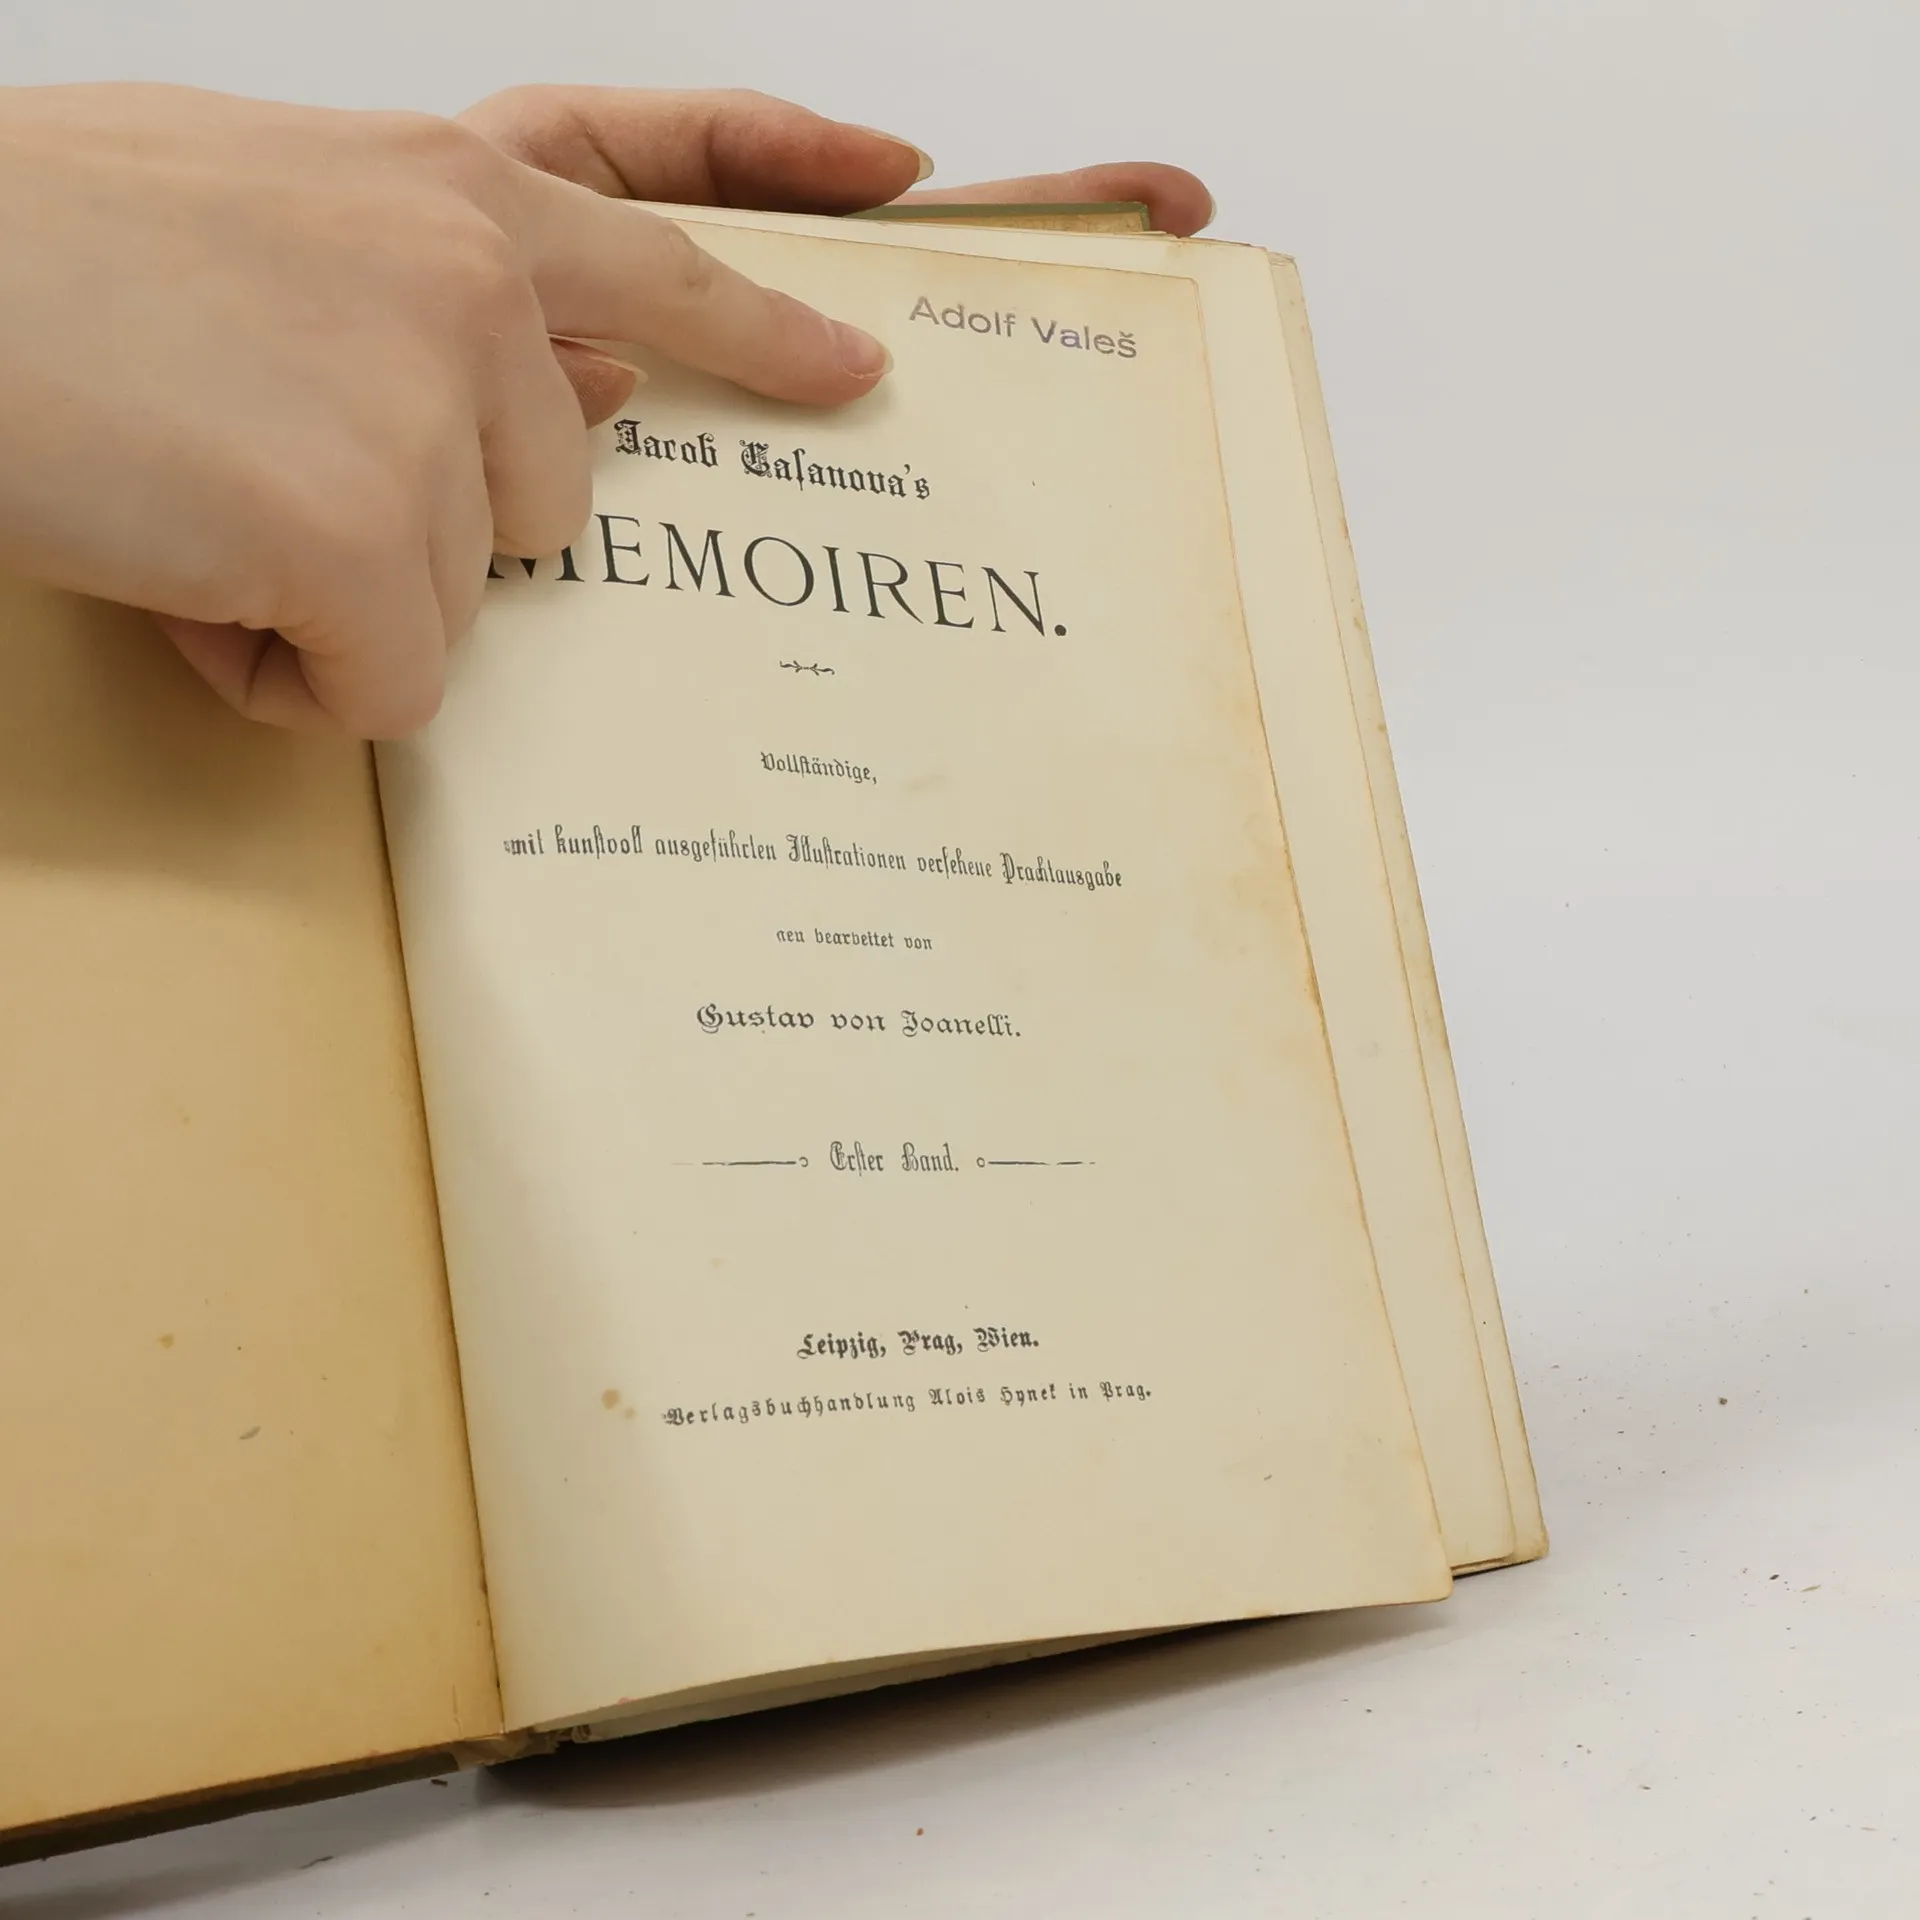 Adolf Valeš
Jacob Casanova's
MEMOIREN.
Vollständige,
mit kunstvoll ausgeführten Illustrationen versehene Prachtausgabe
neu bearbeitet von
Gustav von Joanelli.
Erster Band.
Leipzig, Prag, Wien.
Verlagsbuchhandlung Alois Hynek in Prag.